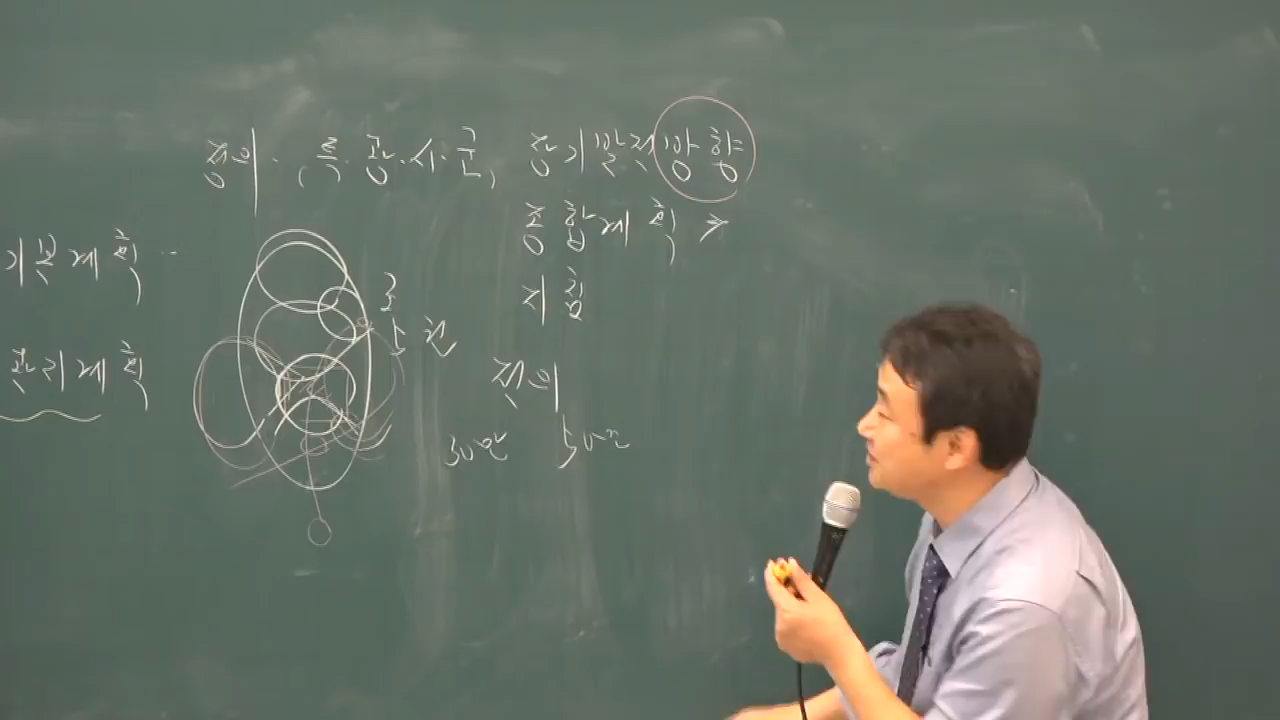 정의. (특·광·시·군) 장기발전방향
종합계획 >
기본계획 ..
지침
관리계획
정의
30만 50만